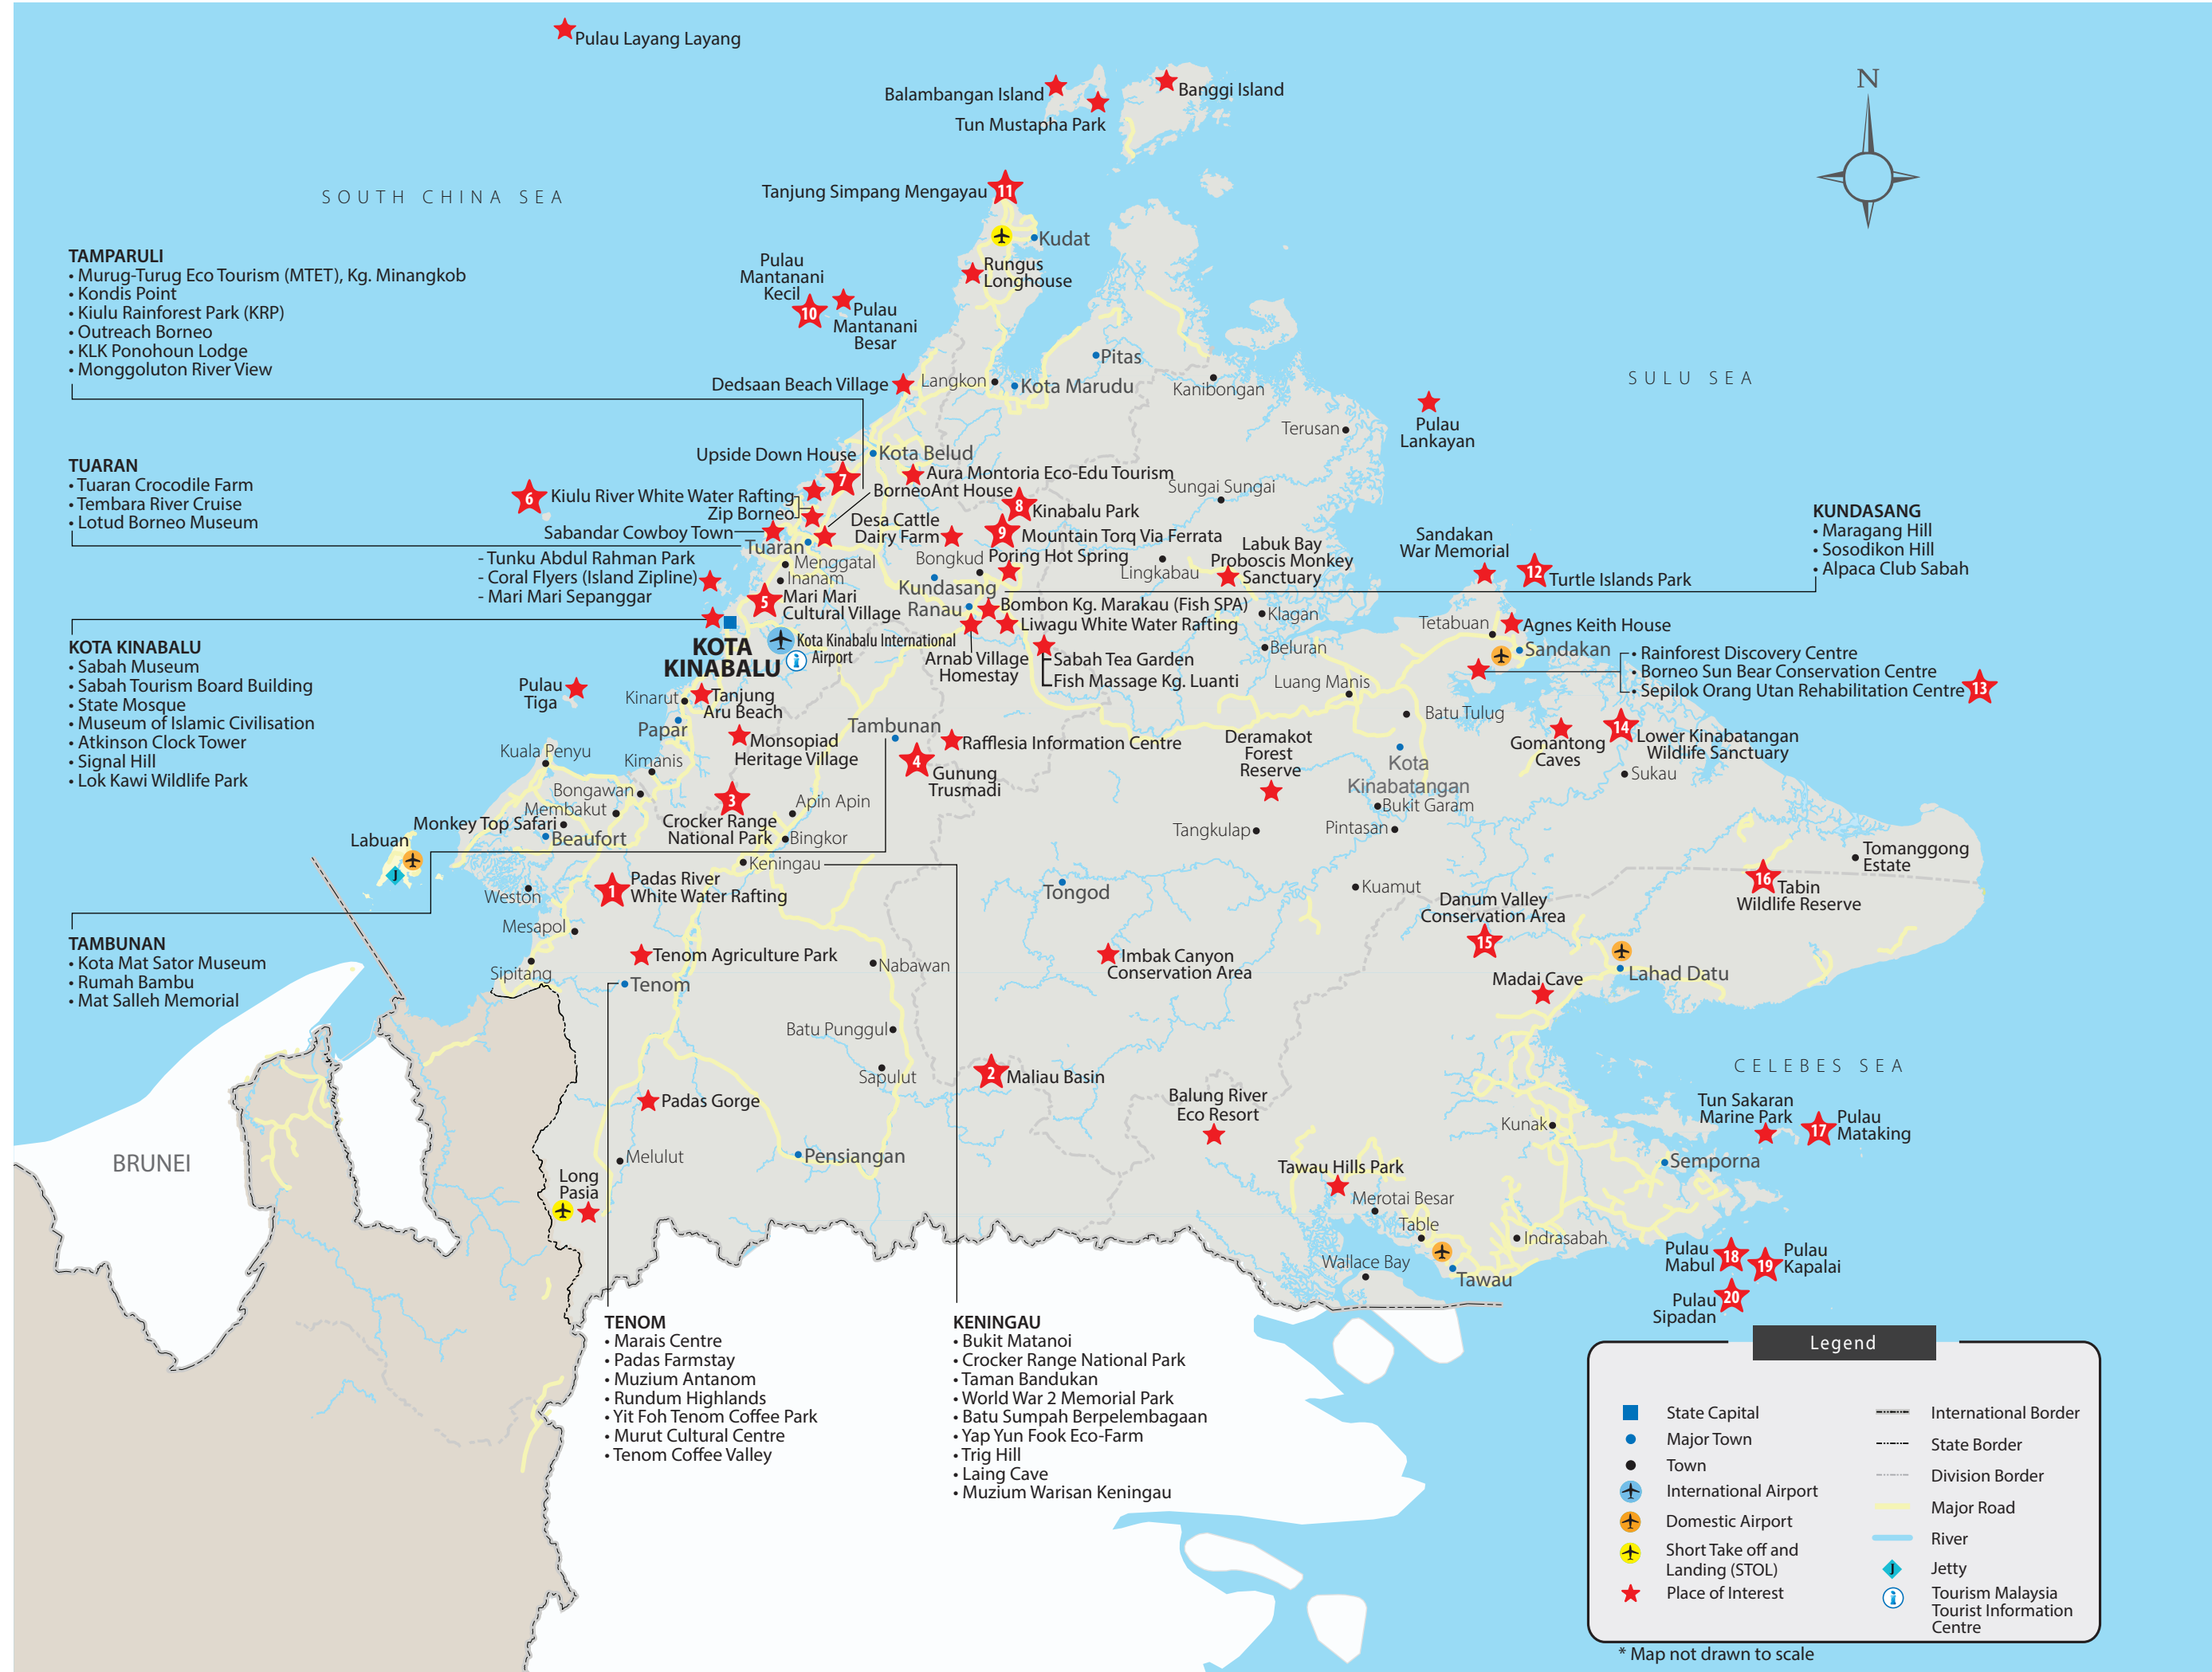 Pulau Layang Layang
Balambangan Island
Banggi Island
Tun Mustapha Park
N
SOUTH CHINA SEA
Tanjung Simpang Mengayau
11
Kudat
Rungus
Longhouse
Pulau
Mantanani
Kecil
10
Pulau
Mantanani
Besar
TAMPARULI
• Murug-Turug Eco Tourism (MTET), Kg. Minangkob
• Kondis Point
• Kiulu Rainforest Park (KRP)
• Outreach Borneo
• KLK Ponohoun Lodge
• Monggoluton River View
Pitas
SULU SEA
Dedsaan Beach Village
Langkon
Kota Marudu
Kanibongan
Terusan
Pulau
Lankayan
Upside Down House
7
Kota Belud
TUARAN
• Tuaran Crocodile Farm
• Tembara River Cruise
• Lotud Borneo Museum
6
Kiulu River White Water Rafting
Zip Borneo
Aura Montoria Eco-Edu Tourism
BorneoAnt House
Sungai Sungai
8
Kinabalu Park
Sabandar Cowboy Town
Desa Cattle
Dairy Farm
9
Mountain Torq Via Ferrata
Tuaran
Menggatal
Inanam
Bongkud
Poring Hot Spring
Lingkabau
Labuk Bay
Proboscis Monkey
Sanctuary
Sandakan
War Memorial
12
Turtle Islands Park
KUNDASANG
• Maragang Hill
• Sosodikon Hill
• Alpaca Club Sabah
- Tunku Abdul Rahman Park
- Coral Flyers (Island Zipline)
- Mari Mari Sepanggar
5
Mari Mari
Cultural Village
Kundasang
Ranau
Bombon Kg. Marakau (Fish SPA)
Liwagu White Water Rafting
Klagan
Tetabuan
Agnes Keith House
KOTA
KINABALU
Kota Kinabalu International
Airport
i
Arnab Village
Homestay
Sabah Tea Garden
Fish Massage Kg. Luanti
Beluran
Sandakan
• Rainforest Discovery Centre
• Borneo Sun Bear Conservation Centre
• Sepilok Orang Utan Rehabilitation Centre
13
KOTA KINABALU
• Sabah Museum
• Sabah Tourism Board Building
• State Mosque
• Museum of Islamic Civilisation
• Atkinson Clock Tower
• Signal Hill
• Lok Kawi Wildlife Park
Pulau
Tiga
Kinarut
Tanjung
Aru Beach
Papar
Luang Manis
Batu Tulug
Monsopiad
Heritage Village
Tambunan
Rafflesia Information Centre
4
Gunung
Trusmadi
Deramakot
Forest
Reserve
Kota
Kinabatangan
Gomantong
Caves
14
Lower Kinabatangan
Wildlife Sanctuary
Sukau
Kuala Penyu
Kimanis
Bongawan
Membakut
3
Crocker Range
National Park
Apin Apin
Bingkor
Bukit Garam
Tangkulap
Pintasan
Monkey Top Safari
Beaufort
Labuan
J
Keningau
Tomanggong
Estate
Weston
1
Padas River
White Water Rafting
Tongod
Kuamut
16
Tabin
Wildlife Reserve
Danum Valley
Conservation Area
15
Mesapol
TAMBUNAN
• Kota Mat Sator Museum
• Rumah Bambu
• Mat Salleh Memorial
Sipitang
Tenom Agriculture Park
Tenom
Nabawan
Imbak Canyon
Conservation Area
Madai Cave
Lahad Datu
Batu Punggul
Sapulut
2
Maliau Basin
CELEBES SEA
Padas Gorge
Balung River
Eco Resort
Tun Sakaran
Marine Park
17
Pulau
Mataking
Kunak
BRUNEI
Melulut
Pensiangan
Semporna
Long
Pasia
Tawau Hills Park
Merotai Besar
Table
Indrasabah
Wallace Bay
Tawau
Pulau
Mabul
18
19
Pulau
Kapalai
Pulau
Sipadan
20
TENOM
• Marais Centre
• Padas Farmstay
• Muzium Antanom
• Rundum Highlands
• Yit Foh Tenom Coffee Park
• Murut Cultural Centre
• Tenom Coffee Valley
KENINGAU
• Bukit Matanoi
• Crocker Range National Park
• Taman Bandukan
• World War 2 Memorial Park
• Batu Sumpah Berpelembagaan
• Yap Yun Fook Eco-Farm
• Trig Hill
• Laing Cave
• Muzium Warisan Keningau
Legend
State Capital
Major Town
Town
International Airport
Domestic Airport
Short Take off and
Landing (STOL)
Place of Interest
International Border
State Border
Division Border
Major Road
River
J
Jetty
i
Tourism Malaysia
Tourist Information
Centre
* Map not drawn to scale